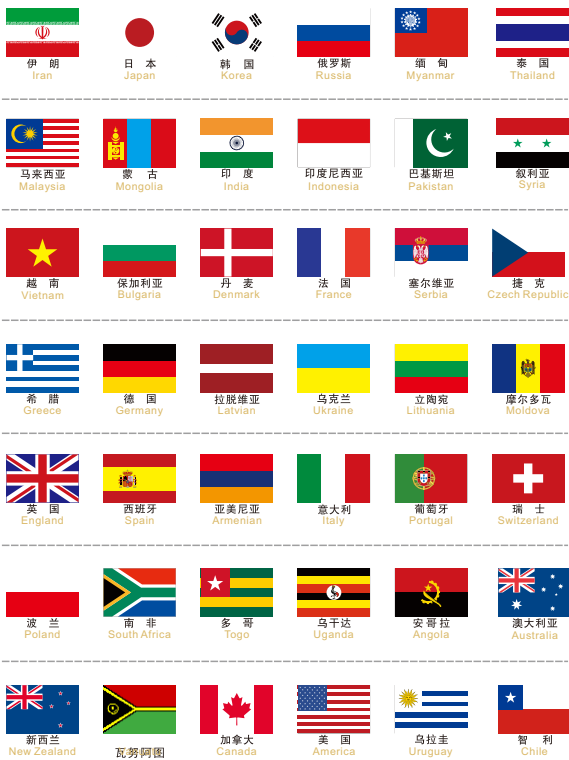 伊 朗
Iran
日 本
Japan
韩 国
Korea
俄罗斯
Russia
缅 甸
Myanmar
泰 国
Thailand
马来西亚
Malaysia
蒙 古
Mongolia
印 度
India
印度尼西亚
Indonesia
巴基斯坦
Pakistan
叙利亚
Syria
越 南
Vietnam
保加利亚
Bulgaria
丹 麦
Denmark
法 国
France
塞尔维亚
Serbia
捷 克
Czech Republic
希 腊
Greece
德 国
Germany
拉脱维亚
Latvian
乌克兰
Ukraine
立陶宛
Lithuania
摩尔多瓦
Moldova
英 国
England
西班牙
Spain
亚美尼亚
Armenian
意大利
Italy
葡萄牙
Portugal
瑞 士
Switzerland
波 兰
Poland
南 非
South Africa
多 哥
Togo
乌干达
Uganda
安哥拉
Angola
澳大利亚
Australia
新西兰
New Zealand
瓦努阿图
加拿大
Canada
美 国
America
乌拉圭
Uruguay
智 利
Chile